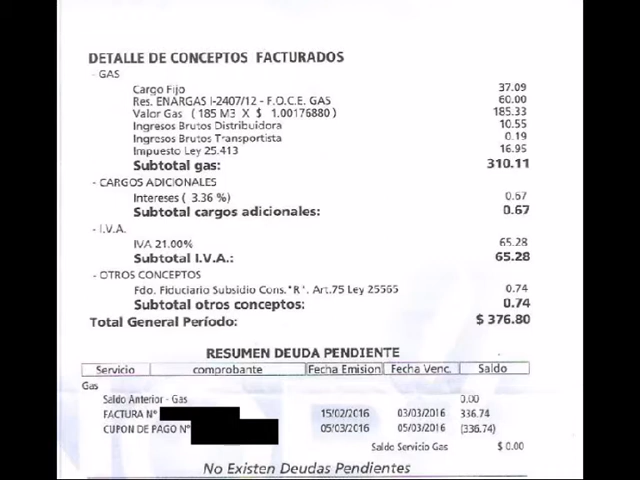 DETALLE DE CONCEPTOS FACTURADOS
- GAS
Cargo Fijo 37.09
Res. ENARGAS I-2407/12 - F.O.C.E. GAS 60.00
Valor Gas ( 185 M3 X $ 1.00176880 ) 185.33
Ingresos Brutos Distribuidora 10.55
Ingresos Brutos Transportista 0.19
Impuesto Ley 25.413 16.95
Subtotal gas: 310.11
- CARGOS ADICIONALES
Intereses ( 3.36 %) 0.67
Subtotal cargos adicionales: 0.67
- I.V.A.
IVA 21.00% 65.28
Subtotal I.V.A.: 65.28
- OTROS CONCEPTOS
Fdo. Fiduciario Subsidio Cons."R". Art.75 Ley 25565 0.74
Subtotal otros conceptos: 0.74
Total General Período: $ 376.80
RESUMEN DEUDA PENDIENTE
Servicio comprobante Fecha Emision Fecha Venc. Saldo
Gas
Saldo Anterior - Gas 0.00
FACTURA N° 15/02/2016 03/03/2016 336.74
CUPON DE PAGO N° 05/03/2016 05/03/2016 (336.74)
Saldo Servicio Gas $ 0.00
No Existen Deudas Pendientes